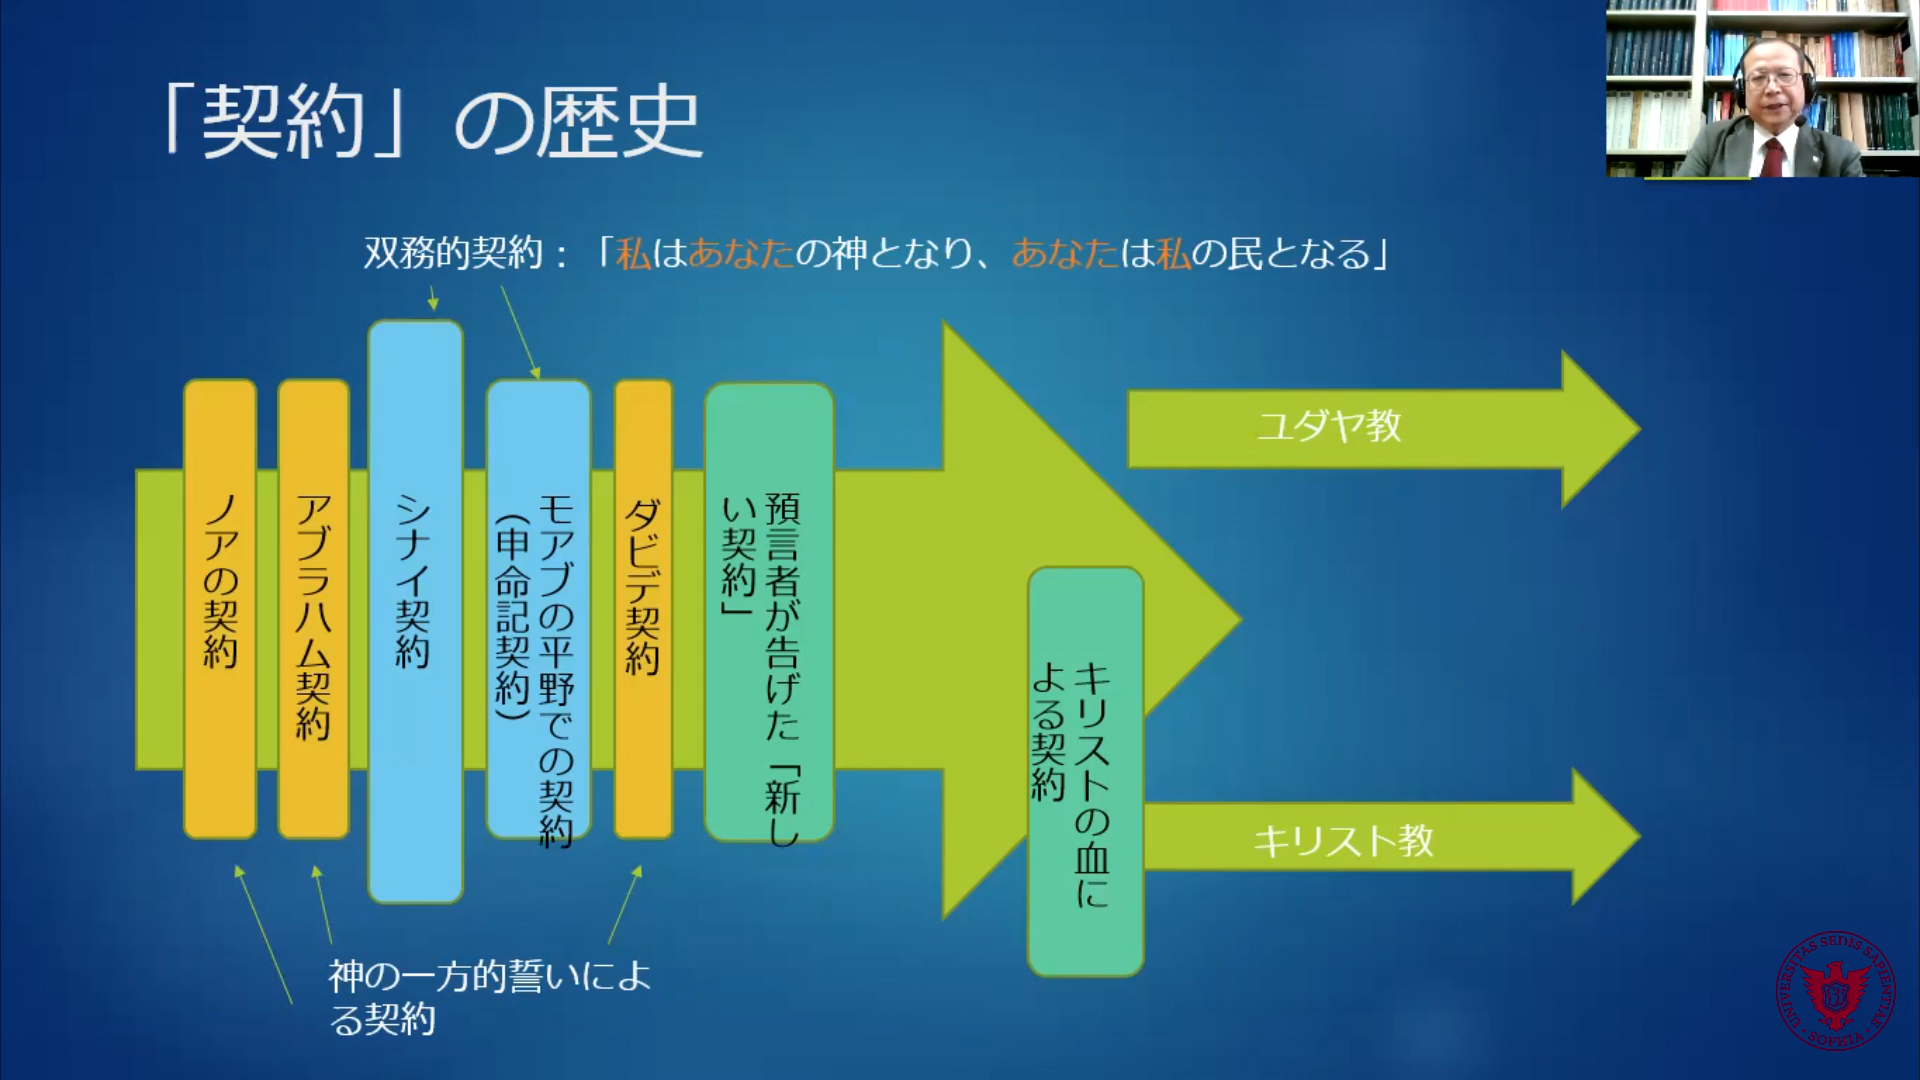 「契約」の歴史
双務的契約：「私はあなたの神となり、あなたは私の民となる」
ノアの契約
アブラハム契約
シナイ契約
モアブの平野での契約
（申命記契約）
ダビデ契約
預言者が告げた「新し
い契約」
キリストの血に
よる契約
ユダヤ教
キリスト教
神の一方的誓いによ
る契約
UNIVERSITAS SEDIS SAPIENTIAE
SOPHIA